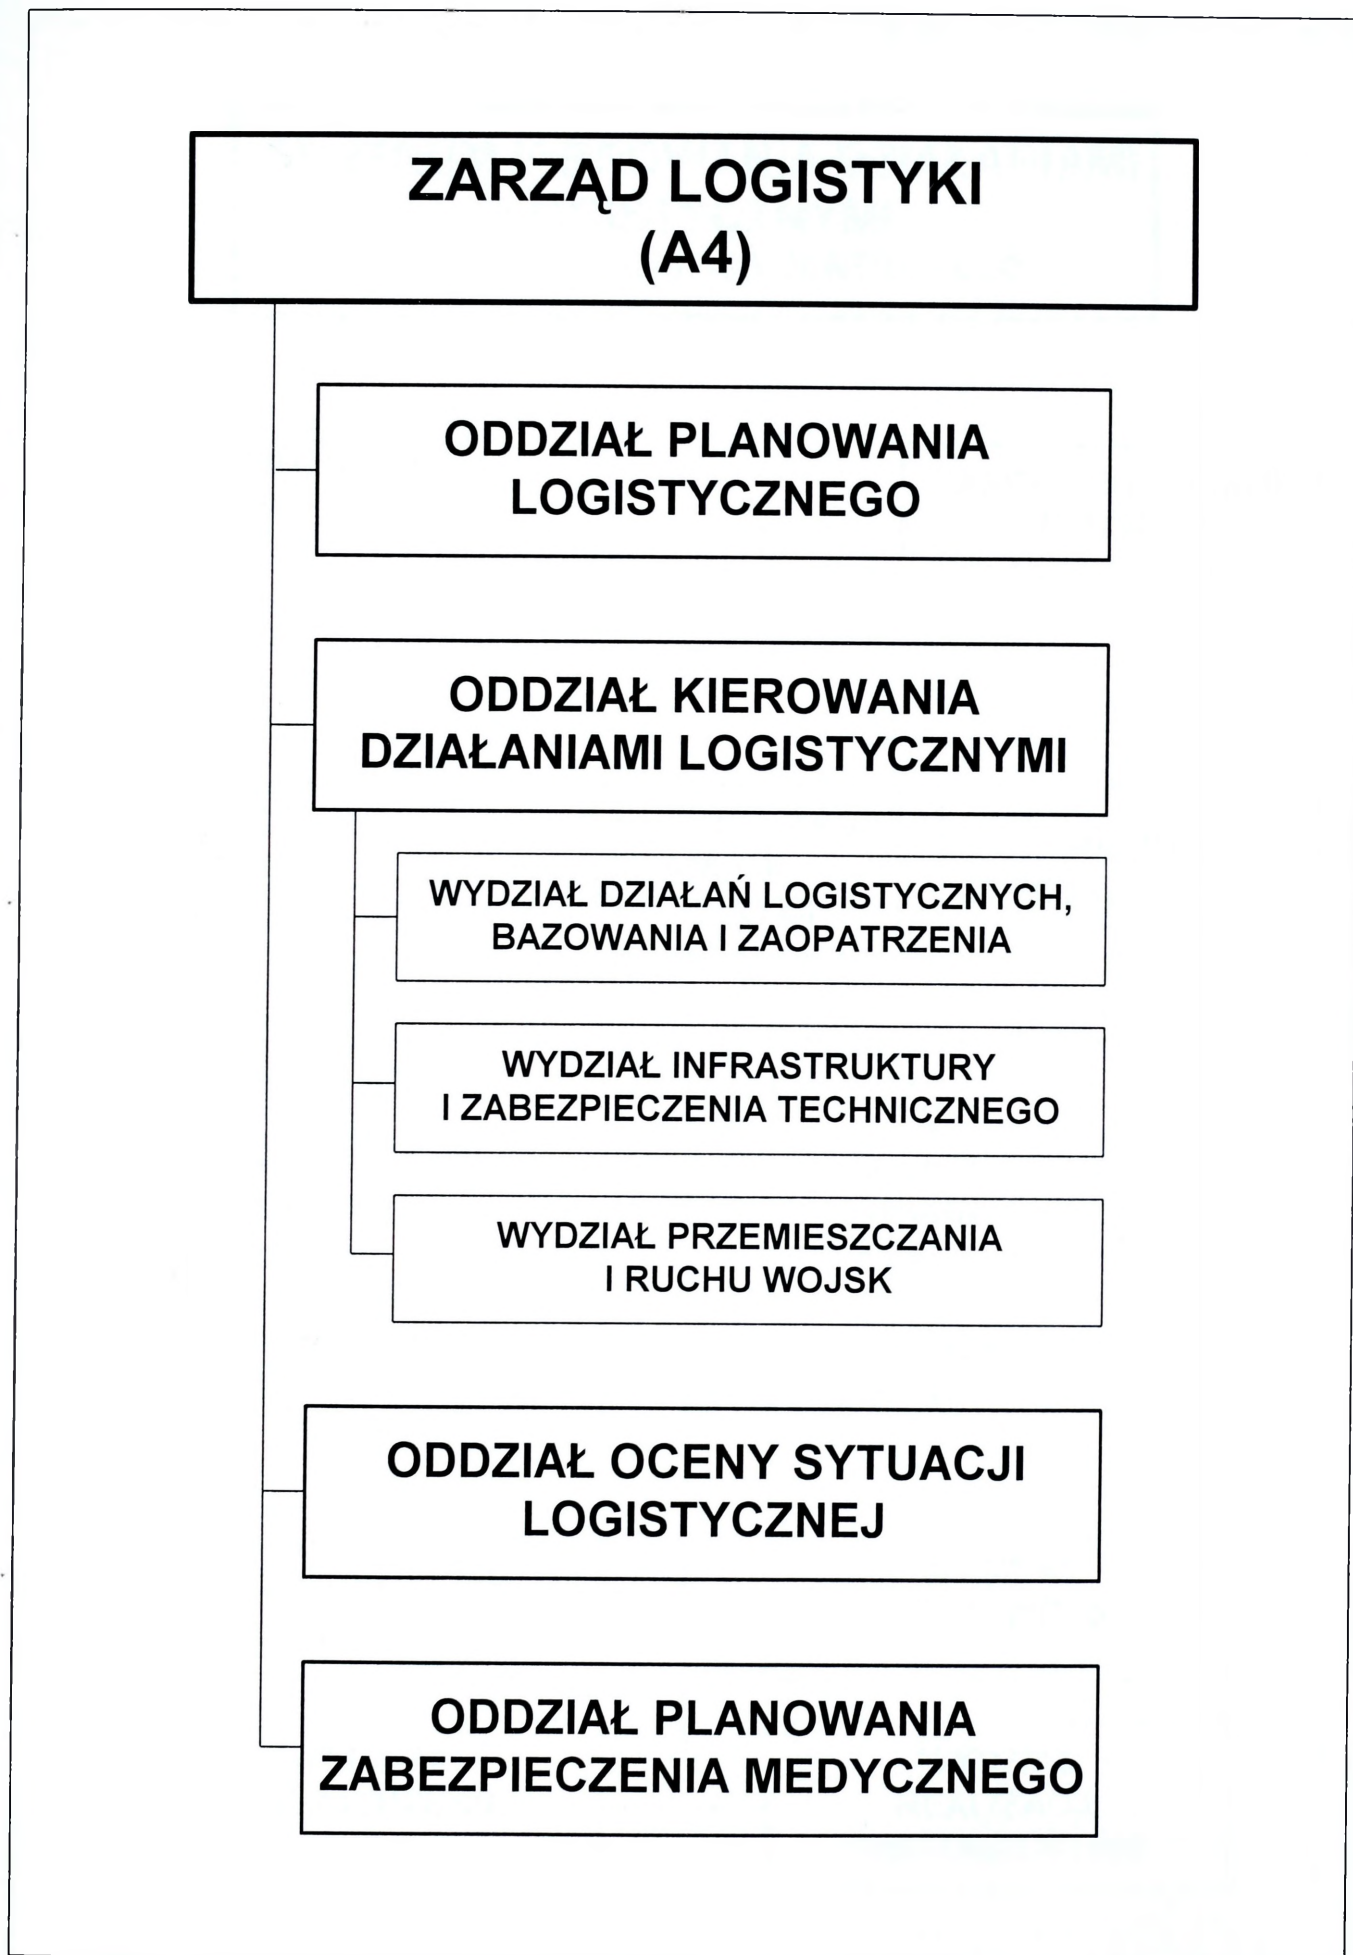 ZARZĄD LOGISTYKI
(A4)
ODDZIAŁ PLANOWANIA
LOGISTYCZNEGO
ODDZIAŁ KIEROWANIA
DZIAŁANIAMI LOGISTYCZNYMI
WYDZIAŁ DZIAŁAŃ LOGISTYCZNYCH,
BAZOWANIA I ZAOPATRZENIA
WYDZIAŁ INFRASTRUKTURY
I ZABEZPIECZENIA TECHNICZNEGO
WYDZIAŁ PRZEMIESZCZANIA
I RUCHU WOJSK
ODDZIAŁ OCENY SYTUACJI
LOGISTYCZNEJ
ODDZIAŁ PLANOWANIA
ZABEZPIECZENIA MEDYCZNEGO